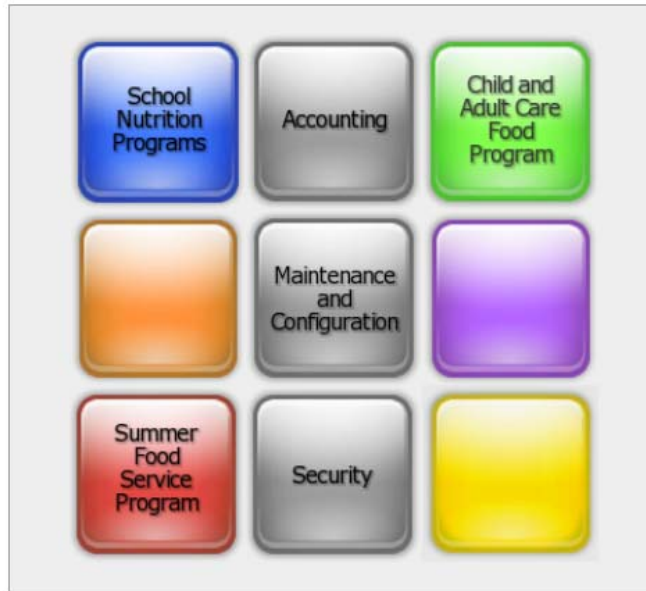 School
Nutrition
Programs
Accounting
Child and
Adult Care
Food
Program
Maintenance
and
Configuration
Summer
Food
Service
Program
Security